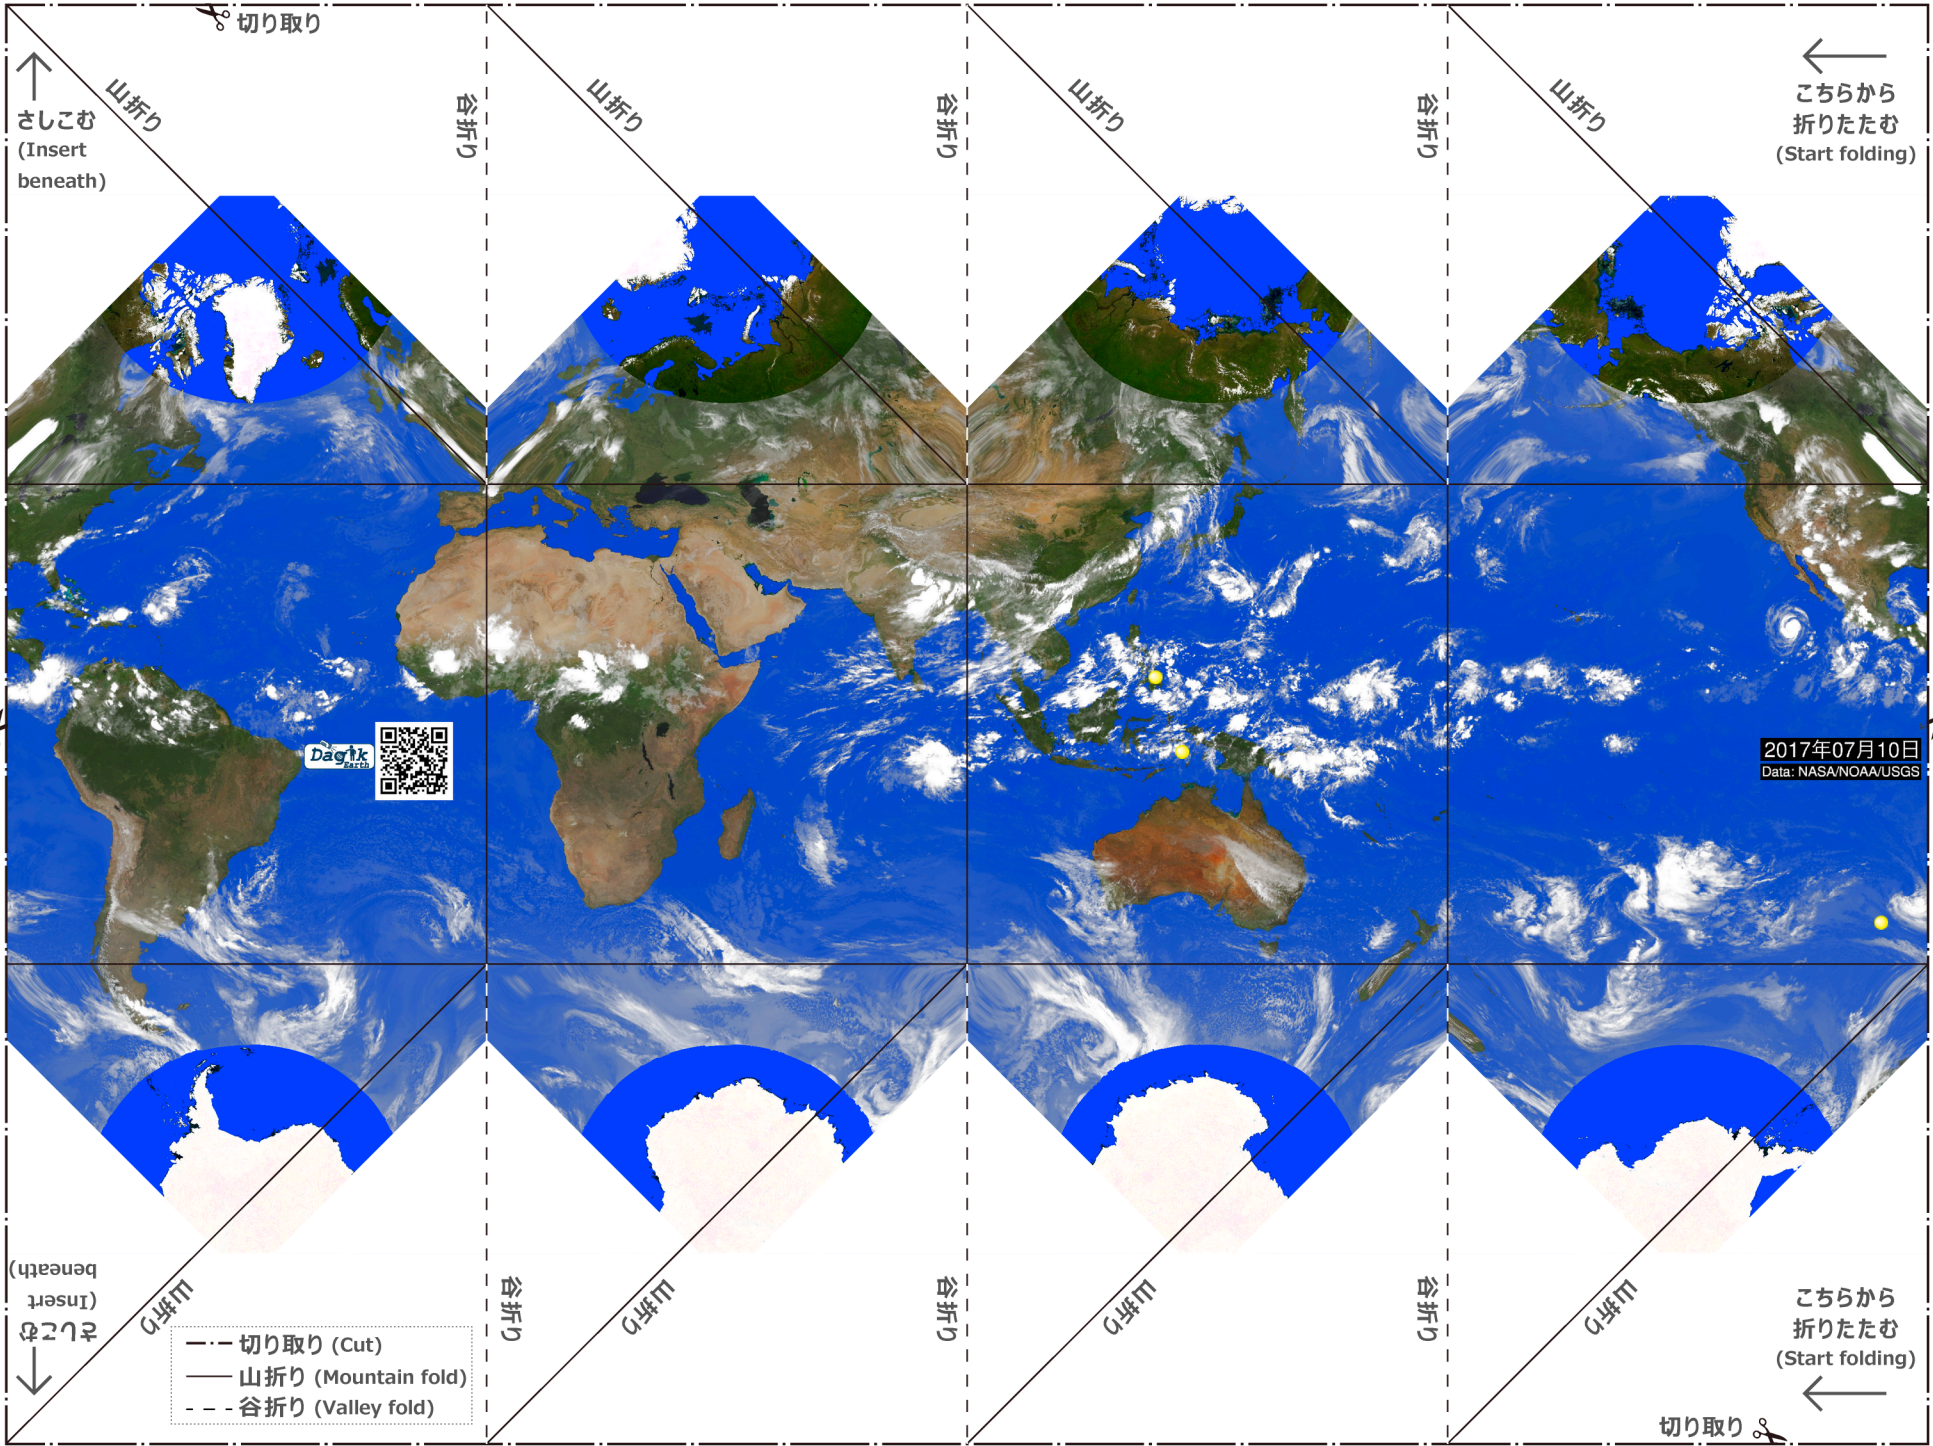 切り取り
山折り
谷折り
山折り
谷折り
山折り
谷折り
山折り
さしこむ
(Insert
beneath)
こちらから
折りたたむ
(Start folding)
Dagik
Earth
2017年07月10日
Data: NASA/NOAA/USGS
さしこむ
(Insert
beneath)
山折り
谷折り
山折り
谷折り
山折り
谷折り
山折り
こちらから
折りたたむ
(Start folding)
切り取り (Cut)
山折り (Mountain fold)
谷折り (Valley fold)
切り取り